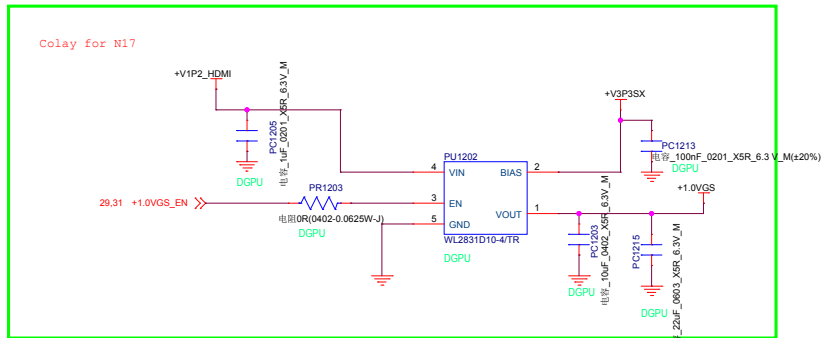 Colay for N17
+V1P2_HDMI
+V3P3SX
PC1205
电容_1uF_0201_X5R_6.3V_M
DGPU
PC1213
电容_100nF_0201_X5R_6.3 V_M(±20%)
DGPU
PU1202
4 VIN BIAS 2
29,31 +1.0VGS_EN
PR1203
电阻0R(0402-0.0625W-J)
DGPU
3 EN
5 GND
VOUT 1
WL2831D10-4/TR
DGPU
+1.0VGS
PC1203
电容_10uF_0402_X5R_6.3V_M
DGPU
PC1215
_22uF_0603_X5R_6.3V_M
DGPU